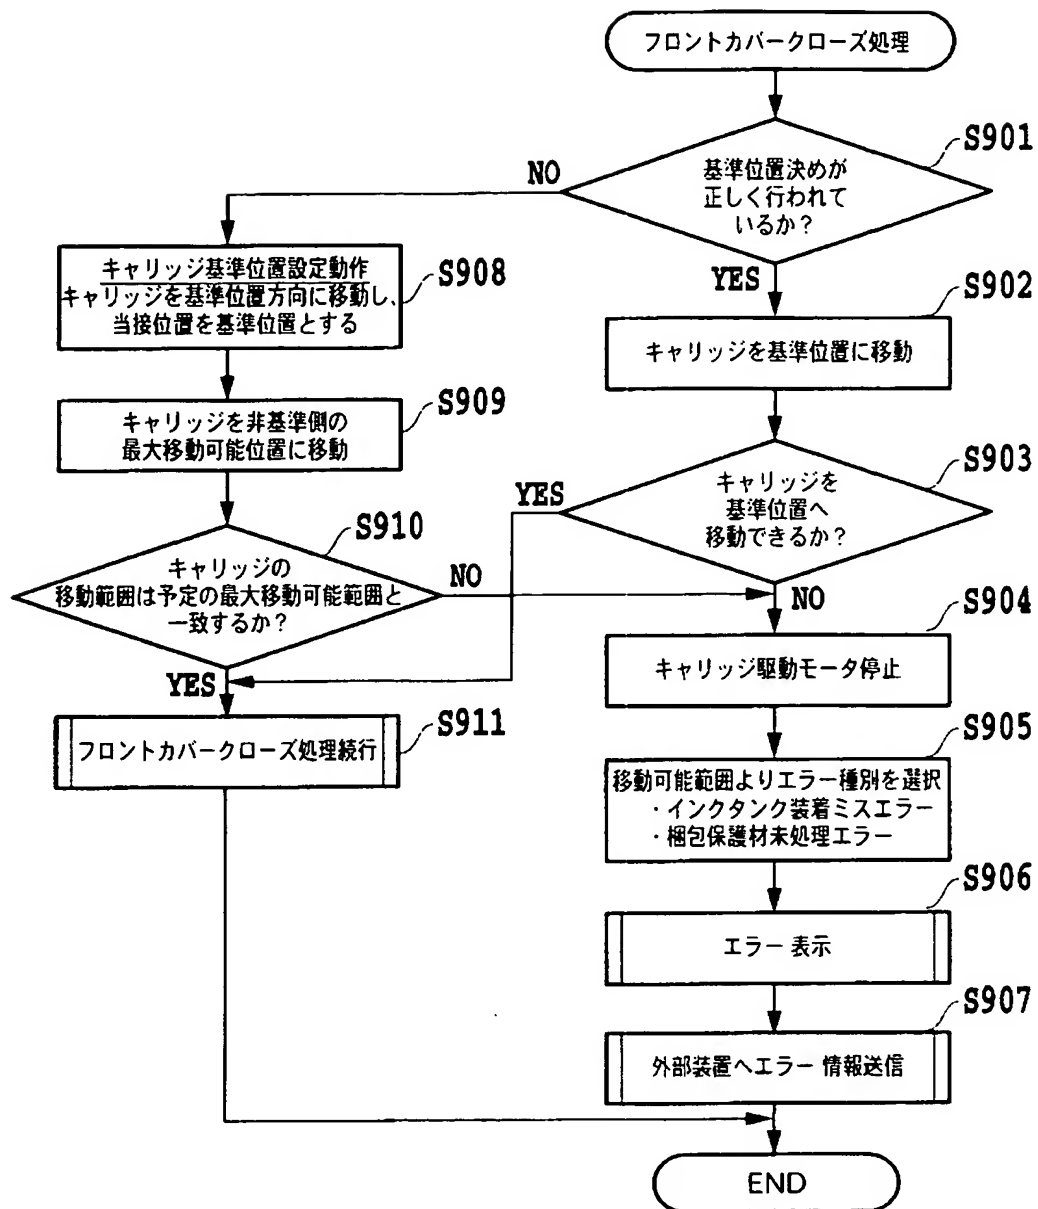 フロントカバークローズ処理
S901
基準位置決めが
正しく行われて
いるか?
NO
YES
S902
キャリッジを基準位置に移動
S903
キャリッジを
基準位置へ
移動できるか?
YES
NO
S904
キャリッジ駆動モータ停止
S905
移動可能範囲よりエラー種別を選択
・インクタンク装着ミスエラー
・梱包保護材未処理エラー
S906
エラー 表示
S907
外部装置へエラー 情報送信
S908
キャリッジ基準位置設定動作
キャリッジを基準位置方向に移動し、
当接位置を基準位置とする
S909
キャリッジを非基準側の
最大移動可能位置に移動
S910
キャリッジの
移動範囲は予定の最大移動可能範囲と
一致するか?
NO
YES
S911
フロントカバークローズ処理続行
END